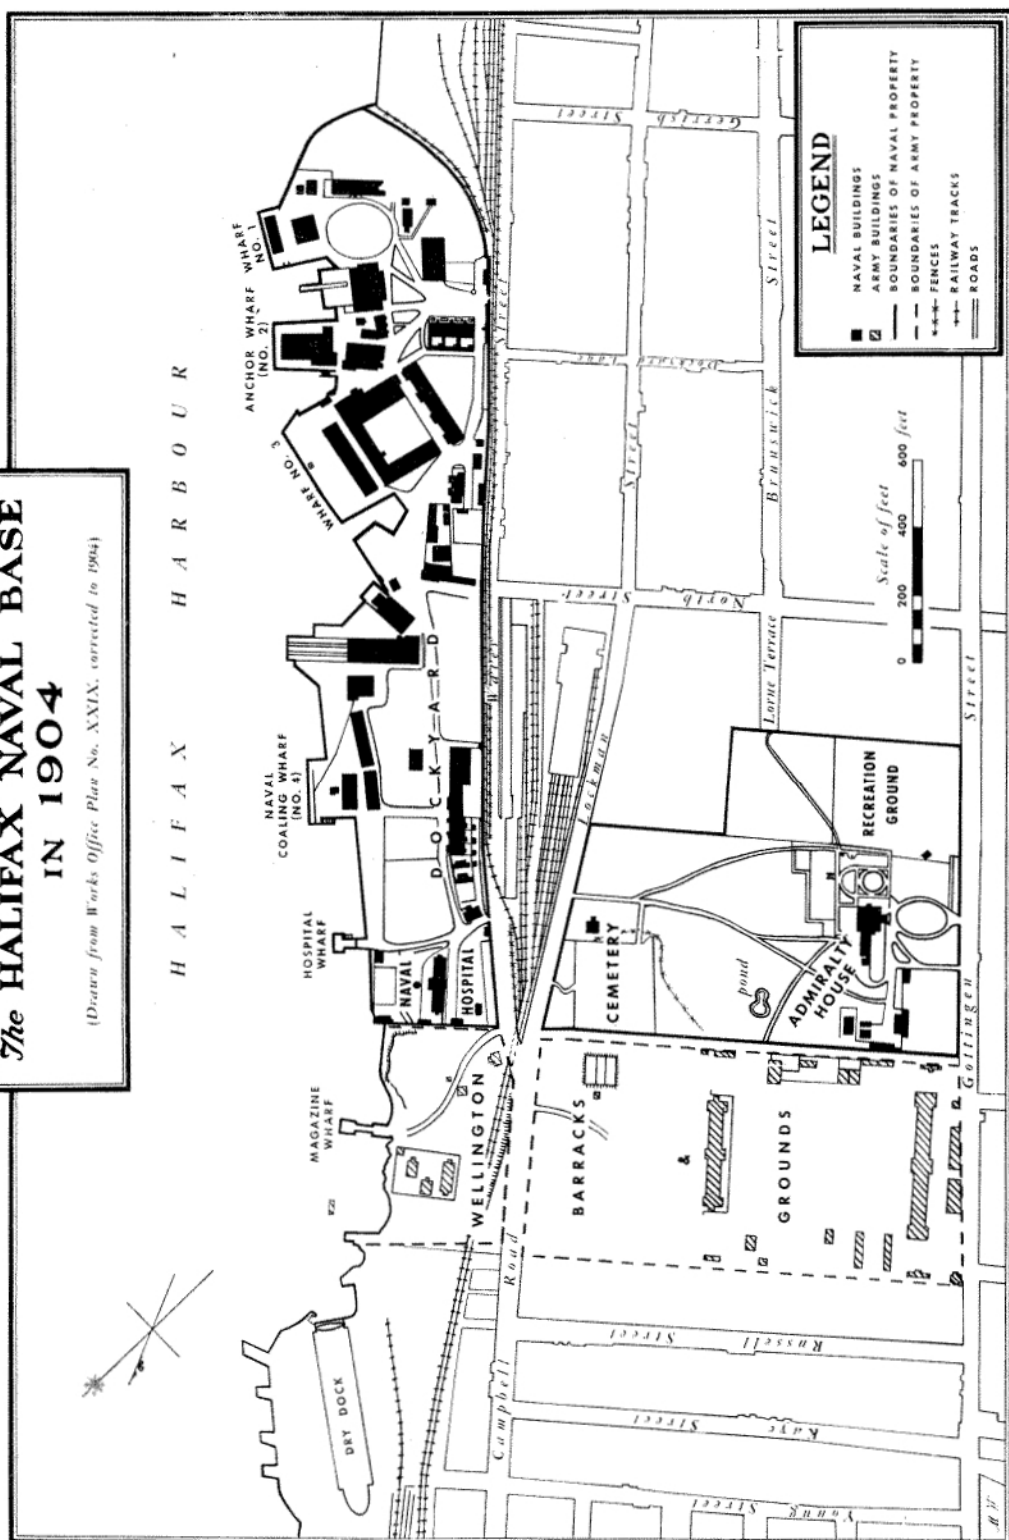 The HALIFAX NAVAL BASE
IN 1904
(Drawn from Works Office Plan No. XXIX, corrected to 1904)
HALIFAX HARBOUR
DRY DOCK
MAGAZINE
WHARF
HOSPITAL
WHARF
NAVAL
COALING WHARF
(NO. 4)
WHARF NO. 3
ANCHOR WHARF
(NO. 2)
WHARF
NO. 1
DOCKYARD
NAVAL
HOSPITAL
WELLINGTON
BARRACKS
&
GROUNDS
CEMETERY
pond
ADMIRALTY
HOUSE
RECREATION
GROUND
Campbell Road
Lockman Street
Water Street
Lorne Terrace
Brunswick Street
Gottingen Street
Young Street
Kaye Street
Russell Street
North Street
Dockyard Lane
Gerrish Street
Scale of feet
0 200 400 600 feet
LEGEND
NAVAL BUILDINGS
ARMY BUILDINGS
BOUNDARIES OF NAVAL PROPERTY
BOUNDARIES OF ARMY PROPERTY
FENCES
RAILWAY TRACKS
ROADS